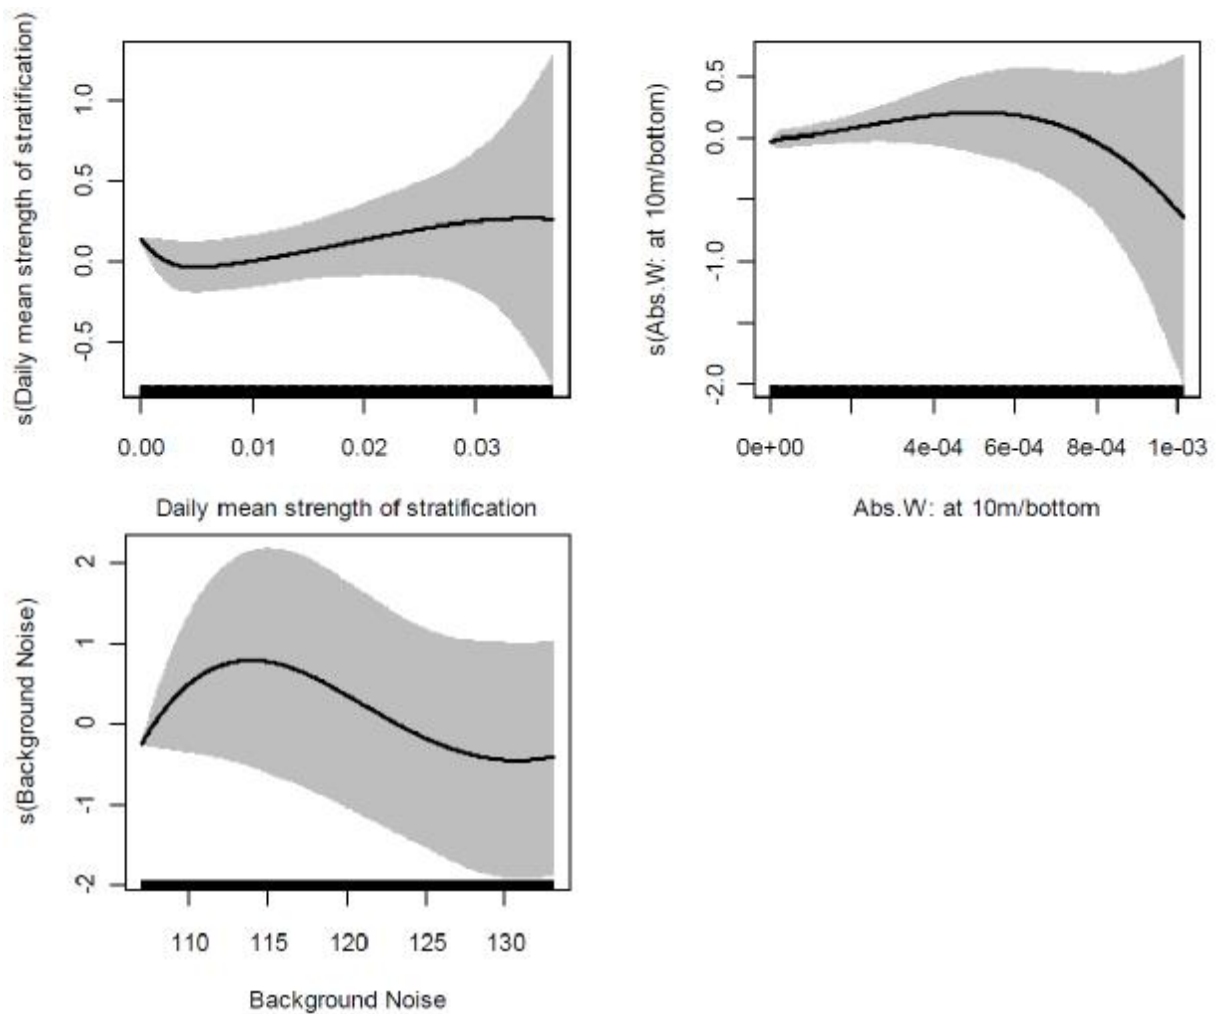 s(Daily mean strength of stratification)
1.0
0.5
0.0
-0.5
0.00 0.01 0.02 0.03
Daily mean strength of stratification
s(Abs.W: at 10m/bottom)
0.5
0.0
-1.0
-2.0
0e+00 4e-04 6e-04 8e-04 1e-03
Abs.W: at 10m/bottom
s(Background Noise)
2
1
0
-1
-2
110 115 120 125 130
Background Noise